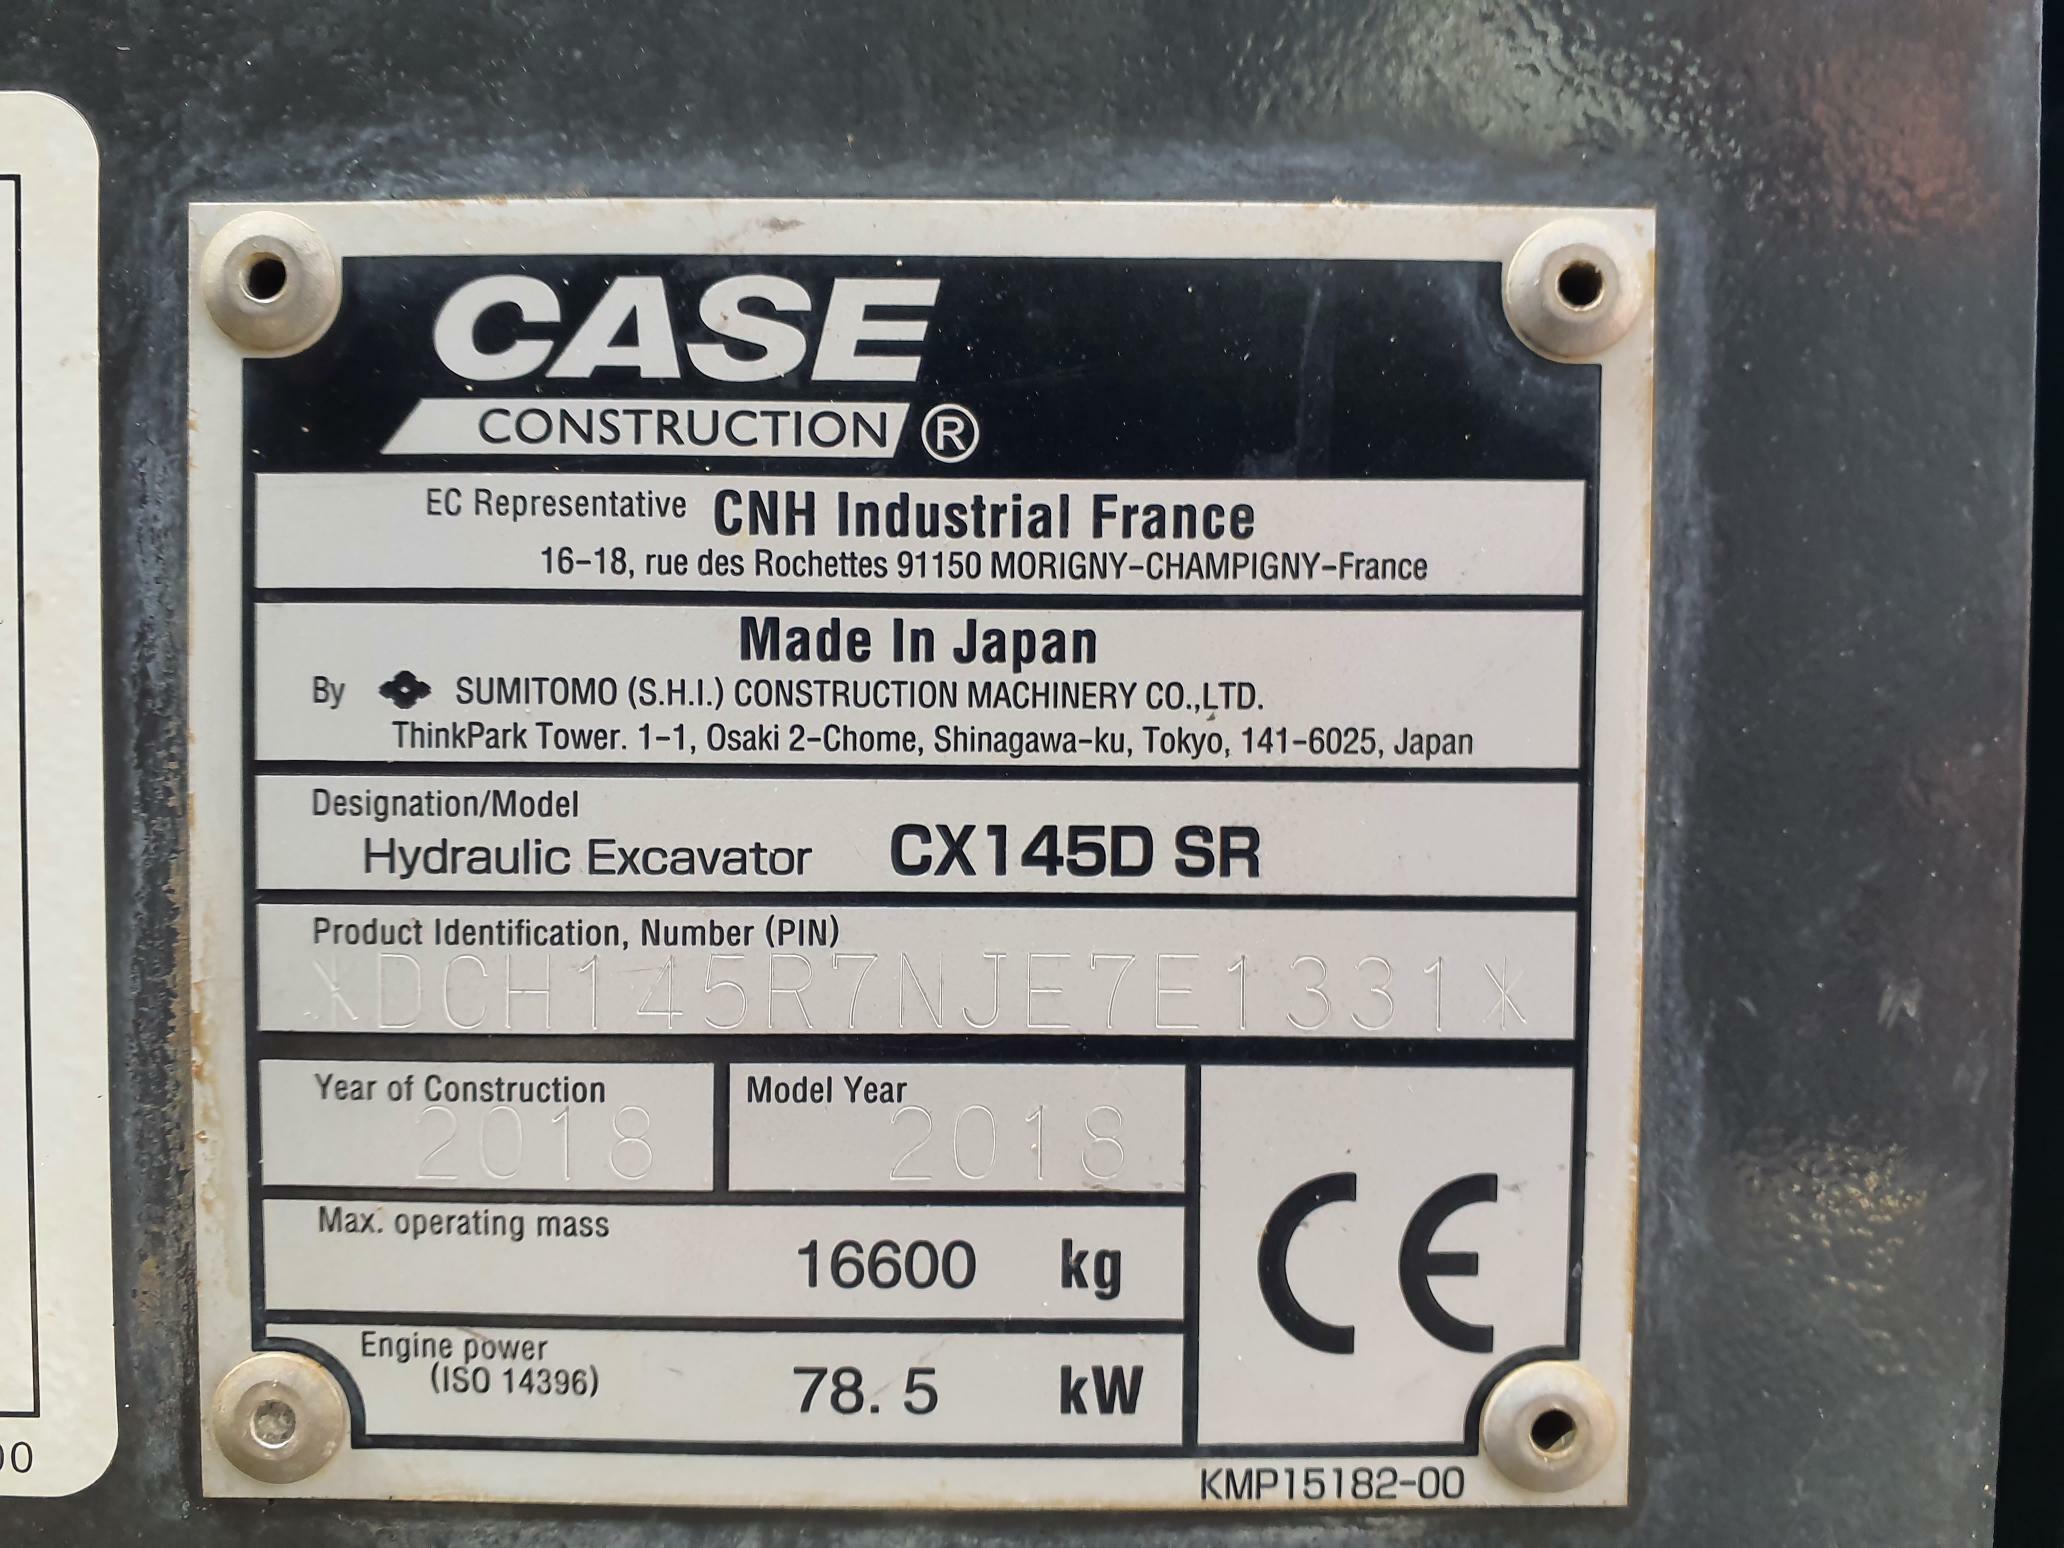 CASE
CONSTRUCTION ®
EC Representative CNH Industrial France
16-18, rue des Rochettes 91150 MORIGNY-CHAMPIGNY-France
Made In Japan
By SUMITOMO (S.H.I.) CONSTRUCTION MACHINERY CO.,LTD.
ThinkPark Tower. 1-1, Osaki 2-Chome, Shinagawa-ku, Tokyo, 141-6025, Japan
Designation/Model
Hydraulic Excavator CX145D SR
Product Identification, Number (PIN)
*DCH145R7NJE7E1331*
Year of Construction
2018
Model Year
2018
Max. operating mass
16600 kg
Engine power
(ISO 14396)
78.5 kW
CE
KMP15182-00